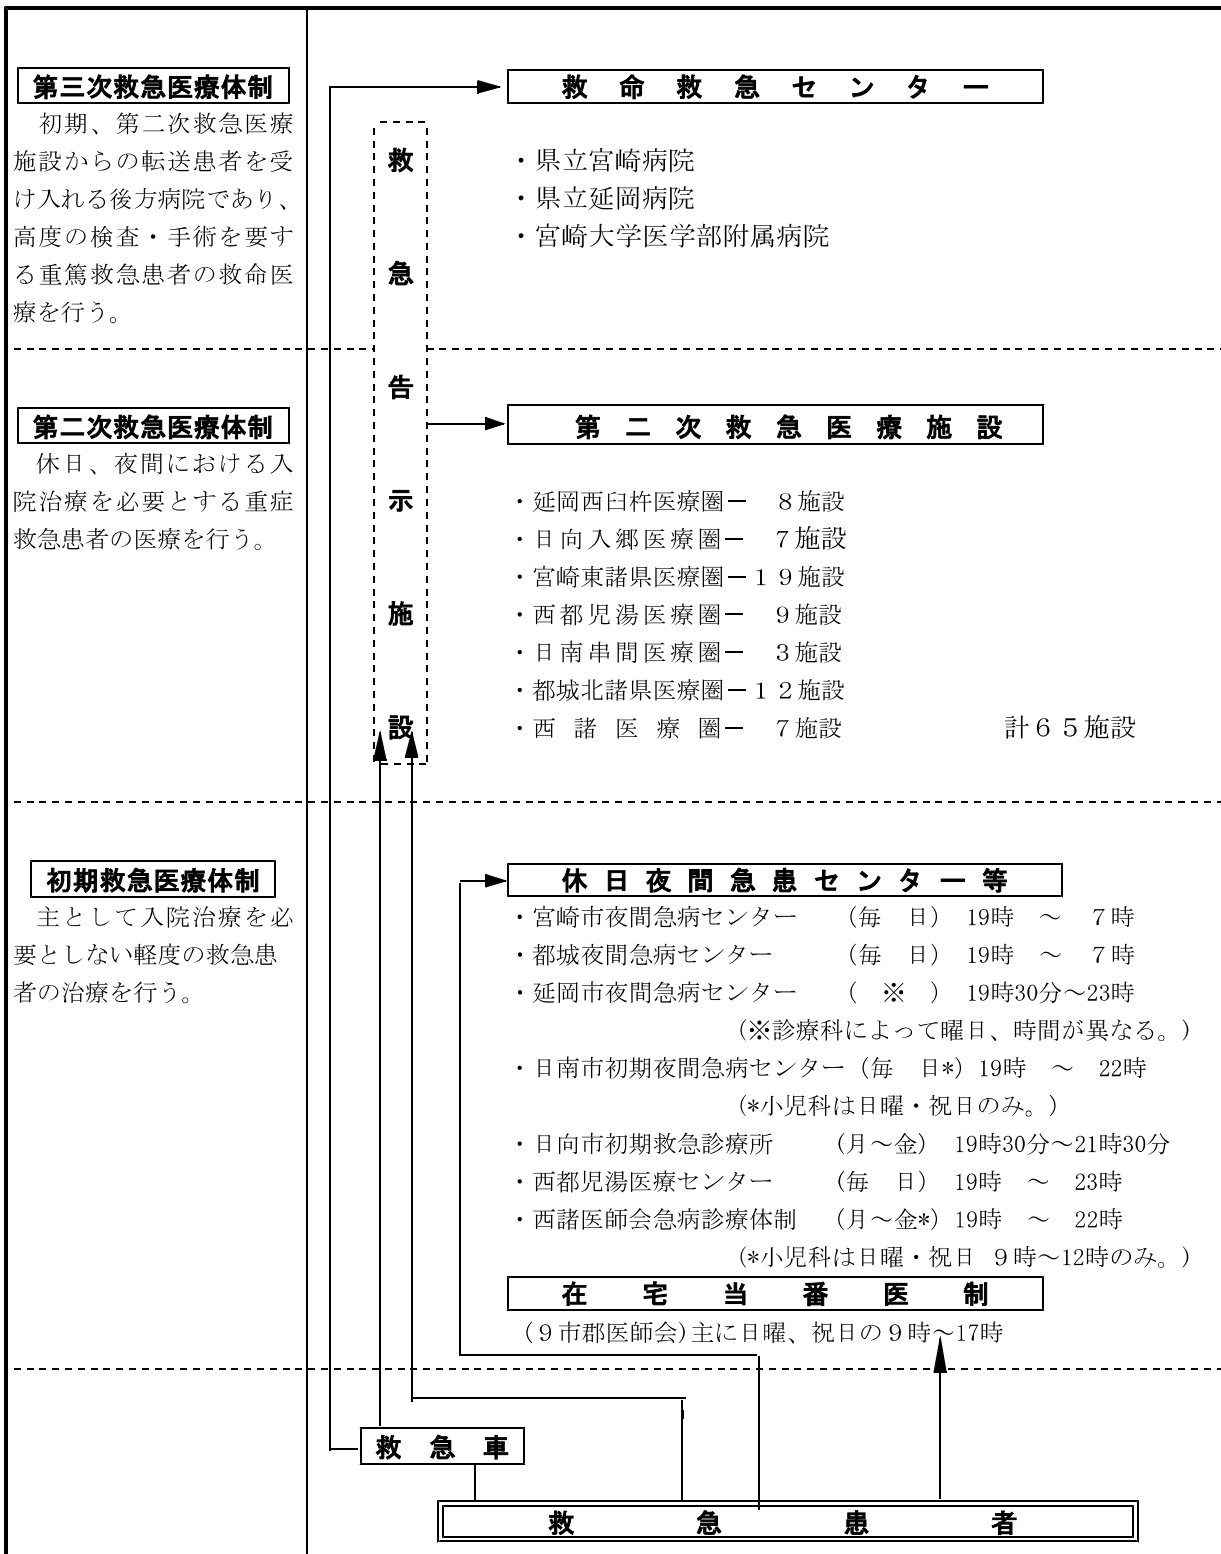 第三次救急医療体制
初期、第二次救急医療
施設からの転送患者を受
け入れる後方病院であり、
高度の検査・手術を要す
る重篤救急患者の救命医
療を行う。
救命救急センター
・県立宮崎病院
・県立延岡病院
・宮崎大学医学部附属病院
救急告示施設
第二次救急医療体制
休日、夜間における入
院治療を必要とする重症
救急患者の医療を行う。
第二次救急医療施設
・延岡西臼杵医療圏－　８施設
・日向入郷医療圏－　７施設
・宮崎東諸県医療圏－１９施設
・西都児湯医療圏－　９施設
・日南串間医療圏－　３施設
・都城北諸県医療圏－１２施設
・西諸医療圏－　７施設　計６５施設
初期救急医療体制
主として入院治療を必
要としない軽度の救急患
者の治療を行う。
休日夜間急患センター等
・宮崎市夜間急病センター　（毎　日）　19時　～　７時
・都城夜間急病センター　（毎　日）　19時　～　７時
・延岡市夜間急病センター　（　※　）　19時30分～23時
（※診療科によって曜日、時間が異なる。）
・日南市初期夜間急病センター（毎　日*）19時　～　22時
（*小児科は日曜・祝日のみ。）
・日向市初期救急診療所　（月～金）　19時30分～21時30分
・西都児湯医療センター　（毎　日）　19時　～　23時
・西諸医師会急病診療体制　（月～金*）19時　～　22時
（*小児科は日曜・祝日　９時～12時のみ。）
在宅当番医制
（９市郡医師会）主に日曜、祝日の９時～17時
救急車
救急患者